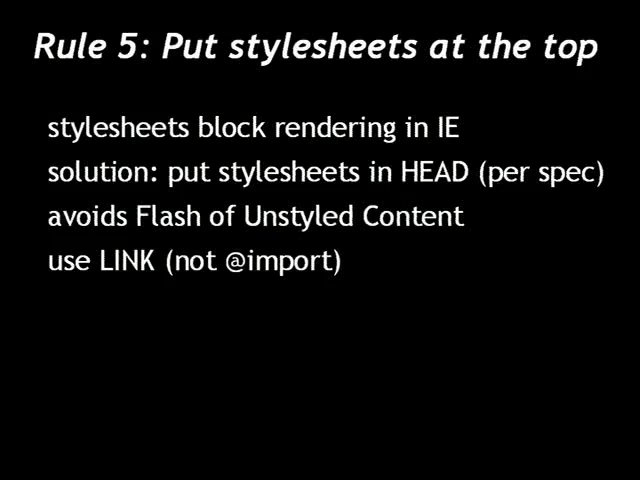 Rule 5: Put stylesheets at the top
stylesheets block rendering in IE
solution: put stylesheets in HEAD (per spec)
avoids Flash of Unstyled Content
use LINK (not @import)